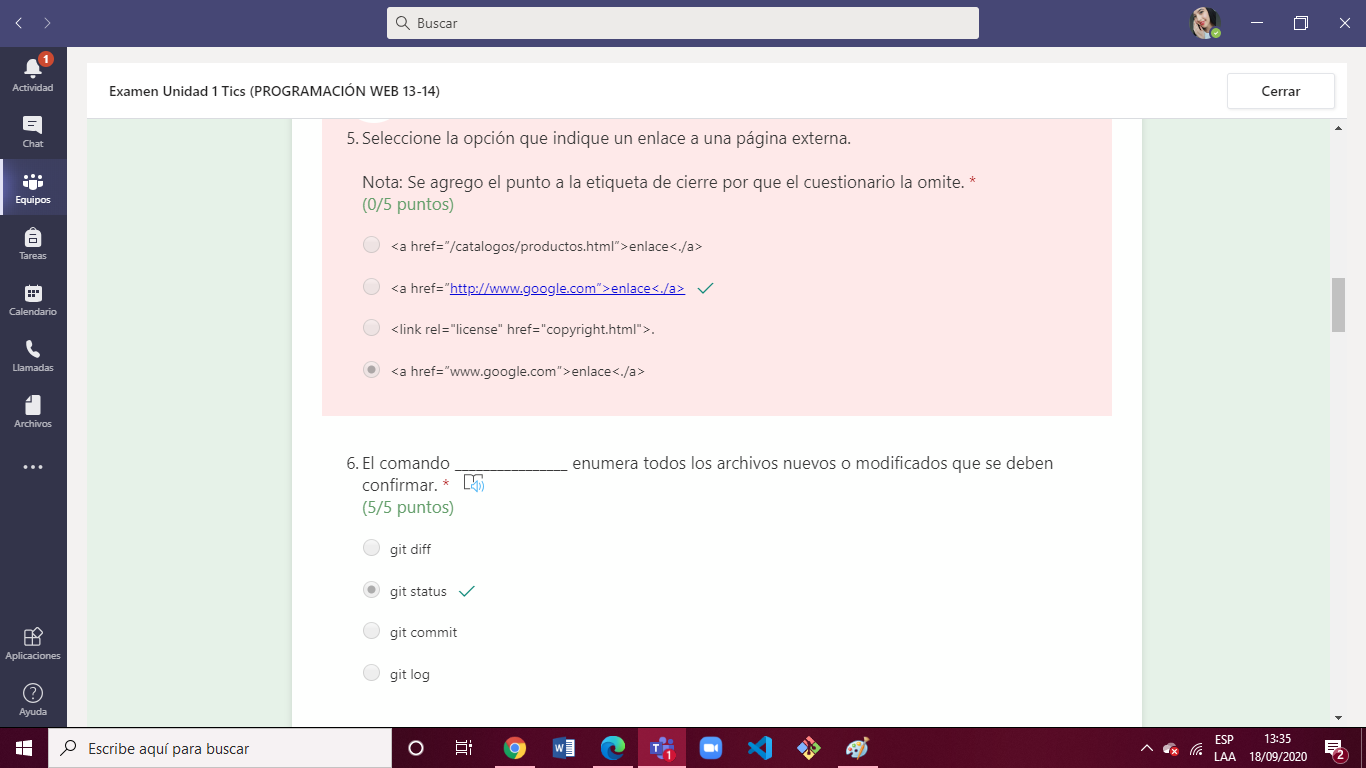 Buscar
1
Actividad
Chat
Equipos
Tareas
Calendario
Llamadas
Archivos
Aplicaciones
Ayuda
Examen Unidad 1 Tics (PROGRAMACIÓN WEB 13-14)
Cerrar
5. Seleccione la opción que indique un enlace a una página externa.
Nota: Se agrego el punto a la etiqueta de cierre por que el cuestionario la omite. *
(0/5 puntos)
<a href="/catalogos/productos.html”>enlace<./a>
<a href="http://www.google.com”>enlace<./a>
<link rel="license" href="copyright.html">.
<a href="www.google.com”>enlace<./a>
6. El comando ________________ enumera todos los archivos nuevos o modificados que se deben
confirmar. *
(5/5 puntos)
git diff
git status
git commit
git log
Escribe aquí para buscar
1
ESP
LAA
13:35
18/09/2020
2